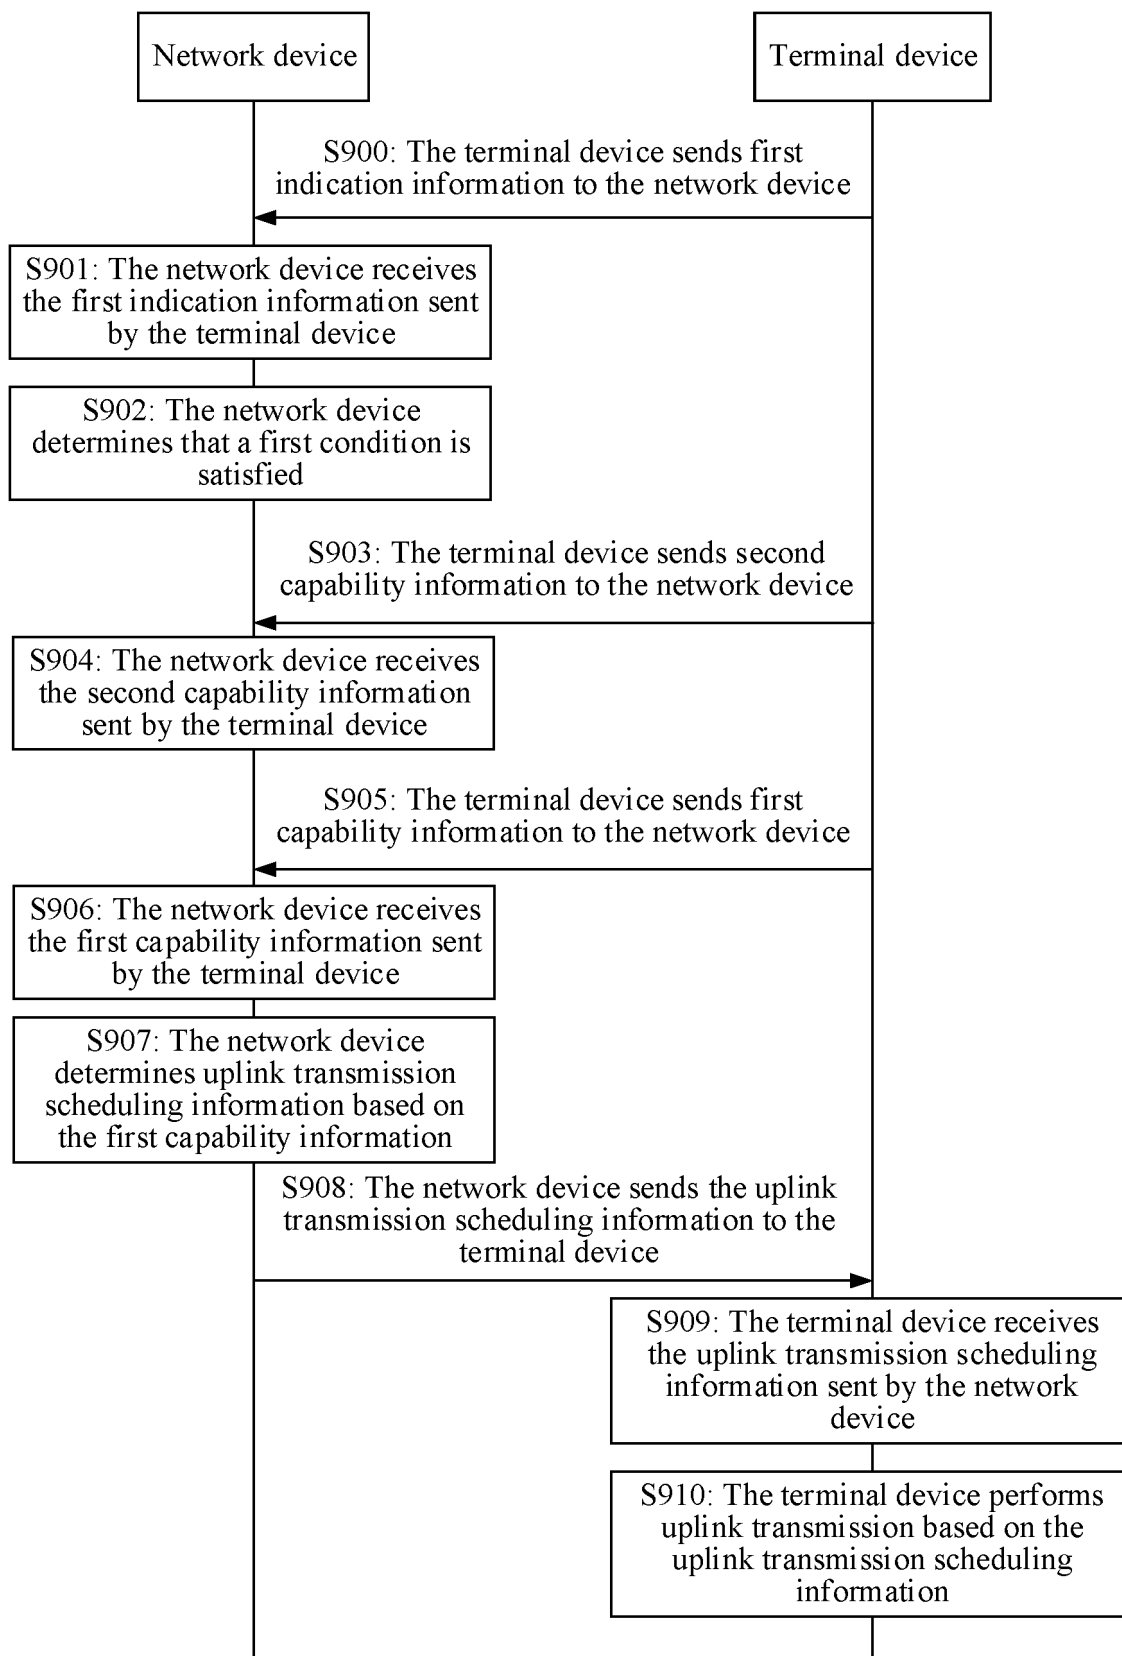 Network device
Terminal device
S900: The terminal device sends first
indication information to the network device
S901: The network device receives
the first indication information sent
by the terminal device
S902: The network device
determines that a first condition is
satisfied
S903: The terminal device sends second
capability information to the network device
S904: The network device receives
the second capability information
sent by the terminal device
S905: The terminal device sends first
capability information to the network device
S906: The network device receives
the first capability information sent
by the terminal device
S907: The network device
determines uplink transmission
scheduling information based on
the first capability information
S908: The network device sends the uplink
transmission scheduling information to the
terminal device
S909: The terminal device receives
the uplink transmission scheduling
information sent by the network
device
S910: The terminal device performs
uplink transmission based on the
uplink transmission scheduling
information